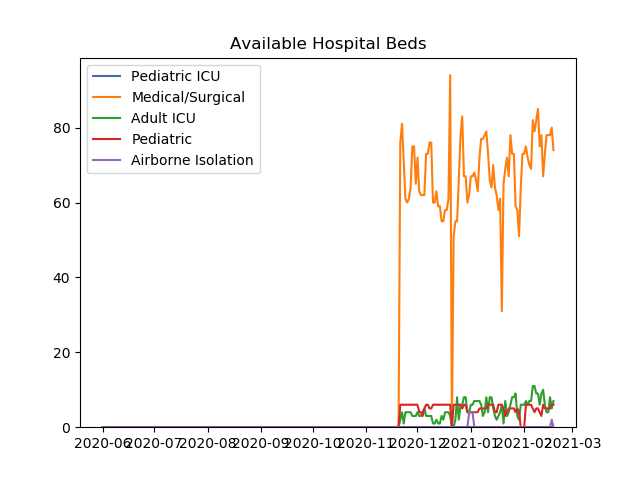 Available Hospital Beds
Pediatric ICU
Medical/Surgical
Adult ICU
Pediatric
Airborne Isolation
80
60
40
20
0
2020-06 2020-07 2020-08 2020-09 2020-10 2020-11 2020-12 2021-01 2021-02 2021-03